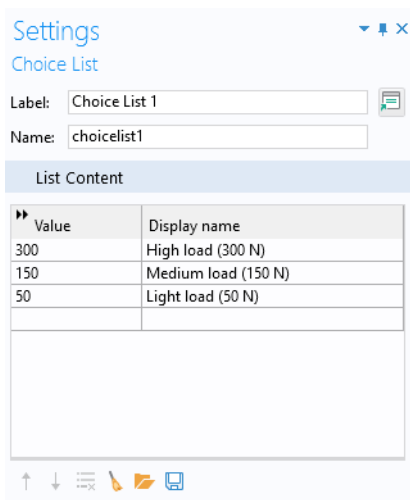 Settings
Choice List
Label: Choice List 1
Name: choicelist1
List Content
Value Display name
300 High load (300 N)
150 Medium load (150 N)
50 Light load (50 N)